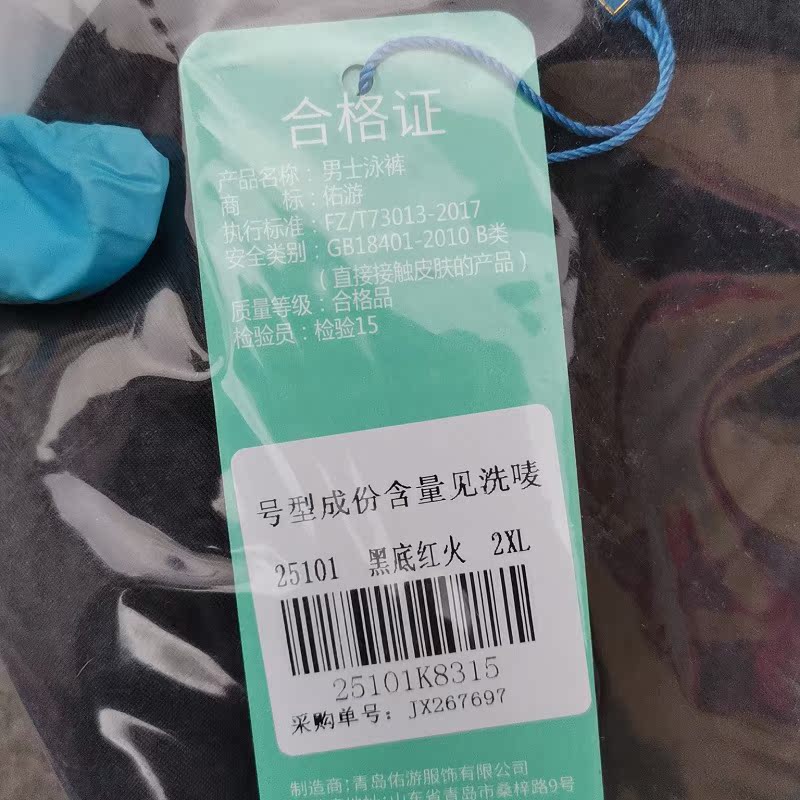 合格证
产品名称：男士泳裤
商　　标：佑游
执行标准：FZ/T73013-2017
安全类别：GB18401-2010 B类
（直接接触皮肤的产品）
质量等级：合格品
检验员：检验15
号型成份含量见洗唛
25101 黑底红火 2XL
25101K8315
采购单号：JX267697
制造商：青岛佑游服饰有限公司
地址：山东省青岛市桑梓路9号